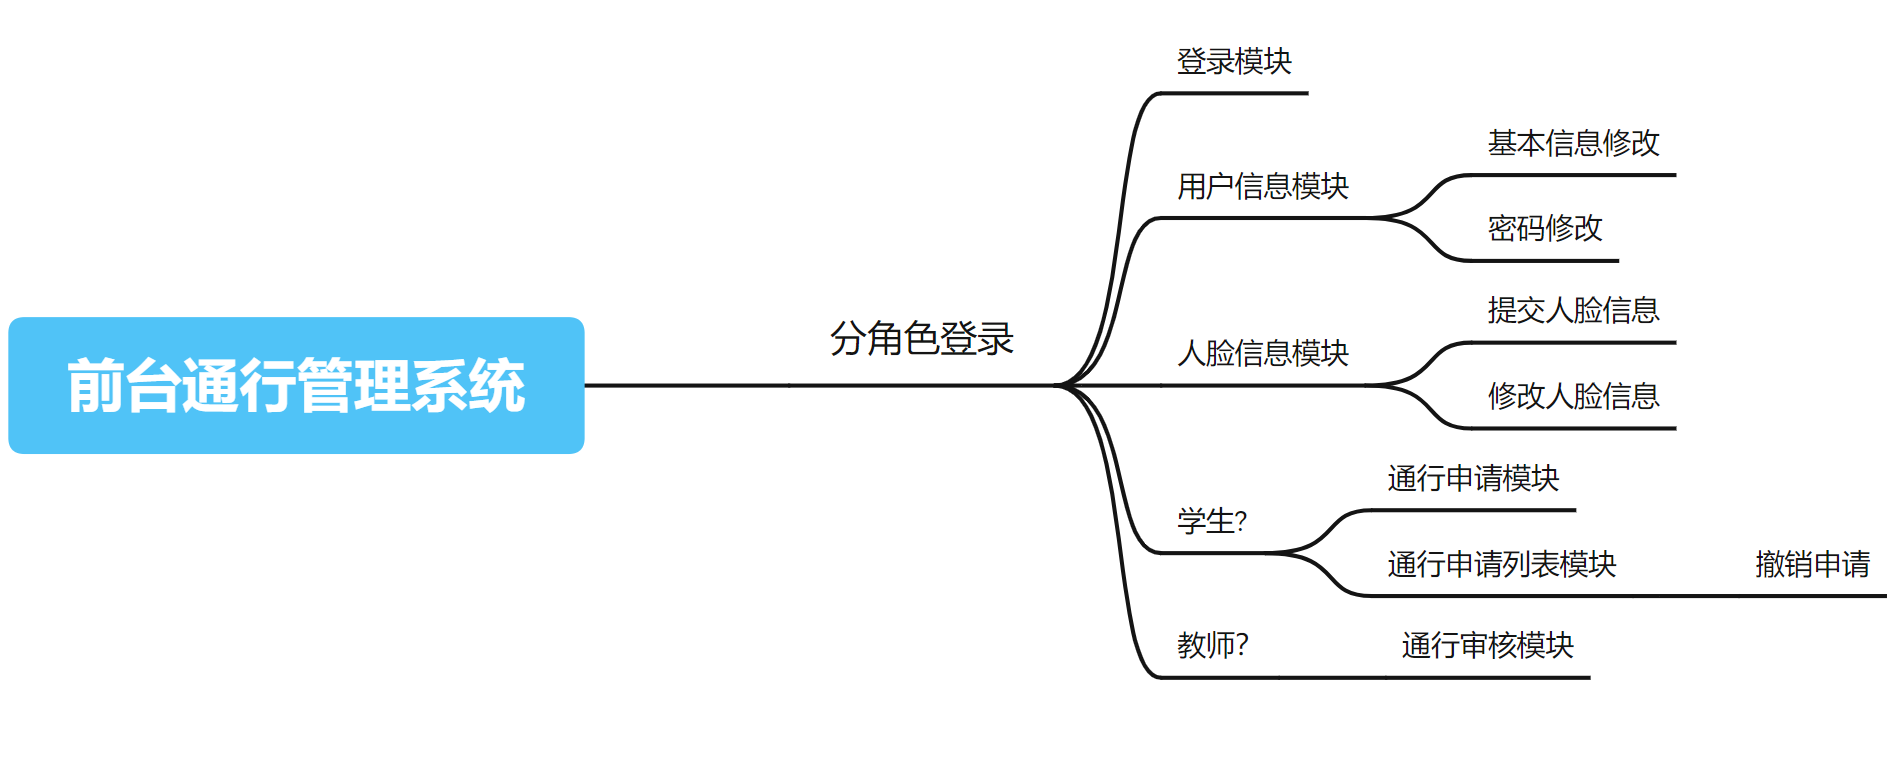 前台通行管理系统
分角色登录
登录模块
用户信息模块
基本信息修改
密码修改
人脸信息模块
提交人脸信息
修改人脸信息
学生?
通行申请模块
通行申请列表模块
撤销申请
教师?
通行审核模块